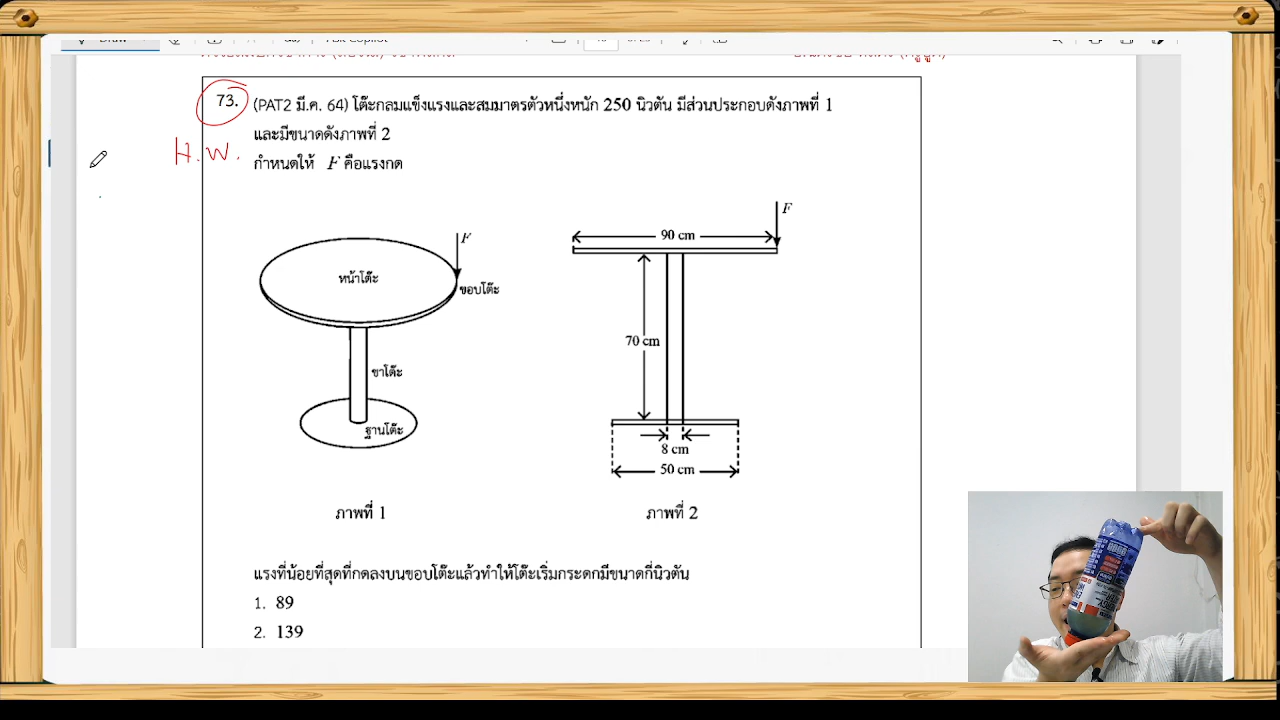 73. (PAT2 มี.ค. 64) โต๊ะกลมแข็งแรงและสมมาตรตัวหนึ่งหนัก 250 นิวตัน มีส่วนประกอบดังภาพที่ 1
และมีขนาดดังภาพที่ 2
H.W.
กำหนดให้ F คือแรงกด
F
หน้าโต๊ะ
ขอบโต๊ะ
ขาโต๊ะ
ฐานโต๊ะ
F
90 cm
70 cm
8 cm
50 cm
ภาพที่ 1
ภาพที่ 2
แรงที่น้อยที่สุดที่กดลงบนขอบโต๊ะแล้วทำให้โต๊ะเริ่มกระดกมีขนาดกี่นิวตัน
1. 89
2. 139